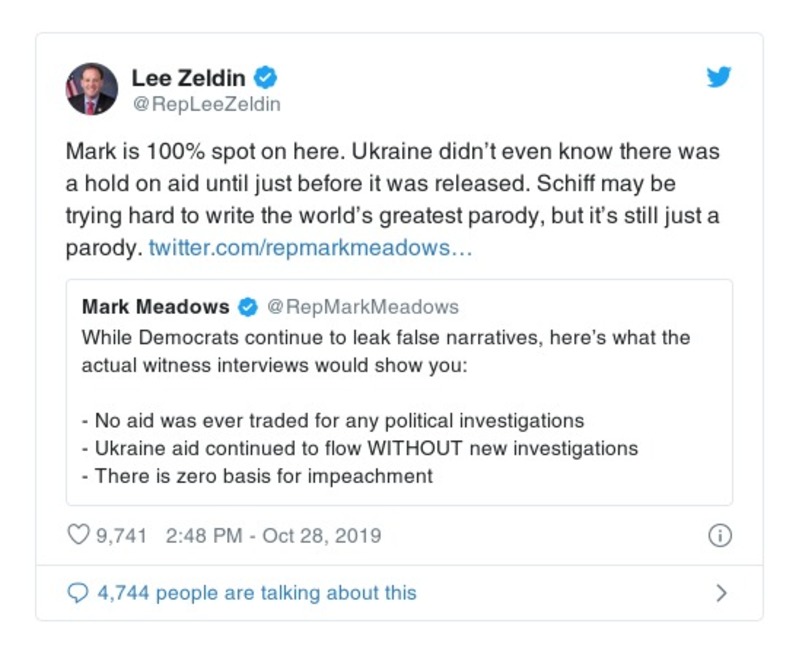 Lee Zeldin
@RepLeeZeldin
Mark is 100% spot on here. Ukraine didn’t even know there was
a hold on aid until just before it was released. Schiff may be
trying hard to write the world’s greatest parody, but it’s still just a
parody. twitter.com/repmarkmeadows…
Mark Meadows @RepMarkMeadows
While Democrats continue to leak false narratives, here’s what the
actual witness interviews would show you:
- No aid was ever traded for any political investigations
- Ukraine aid continued to flow WITHOUT new investigations
- There is zero basis for impeachment
9,741 2:48 PM - Oct 28, 2019
4,744 people are talking about this